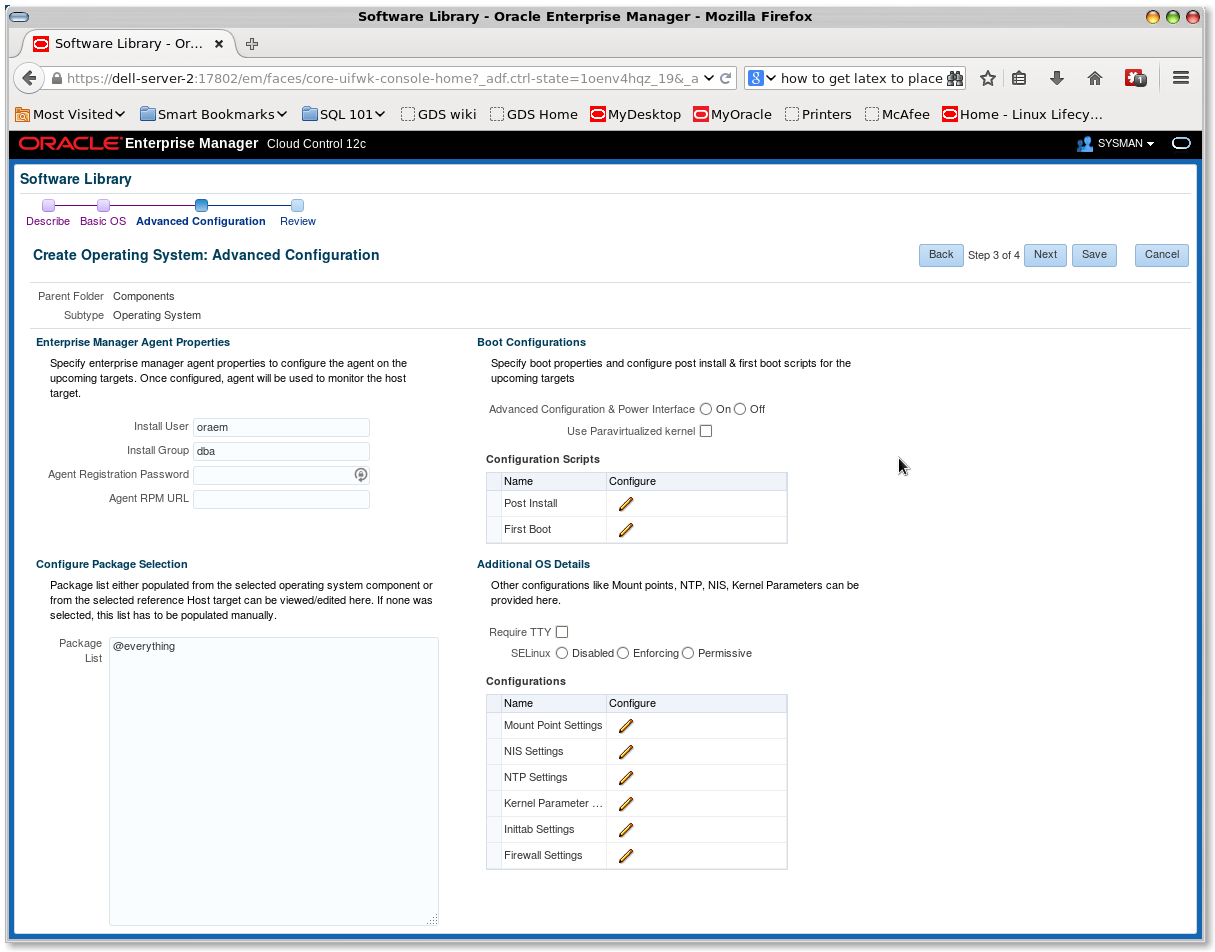 Software Library - Oracle Enterprise Manager - Mozilla Firefox
Software Library - Or...
https://dell-server-2:17802/em/faces/core-uifwk-console-home?_adf.ctrl-state=1oenv4hqz_19&_a
8 how to get latex to place
1
Most Visited Smart Bookmarks SQL 101 GDS wiki GDS Home MyDesktop MyOracle Printers McAfee Home - Linux Lifecy...
ORACLE Enterprise Manager Cloud Control 12c SYSMAN
Software Library
Describe Basic OS Advanced Configuration Review
Create Operating System: Advanced Configuration Back Step 3 of 4 Next Save Cancel
Parent Folder Components
Subtype Operating System
Enterprise Manager Agent Properties
Specify enterprise manager agent properties to configure the agent on the
upcoming targets. Once configured, agent will be used to monitor the host
target.
Install User oraem
Install Group dba
Agent Registration Password
Agent RPM URL
Boot Configurations
Specify boot properties and configure post install & first boot scripts for the
upcoming targets
Advanced Configuration & Power Interface On Off
Use Paravirtualized kernel
Configuration Scripts
Name Configure
Post Install
First Boot
Configure Package Selection
Package list either populated from the selected operating system component or
from the selected reference Host target can be viewed/edited here. If none was
selected, this list has to be populated manually.
Package
List
@everything
Additional OS Details
Other configurations like Mount points, NTP, NIS, Kernel Parameters can be
provided here.
Require TTY
SELinux Disabled Enforcing Permissive
Configurations
Name Configure
Mount Point Settings
NIS Settings
NTP Settings
Kernel Parameter ...
Inittab Settings
Firewall Settings